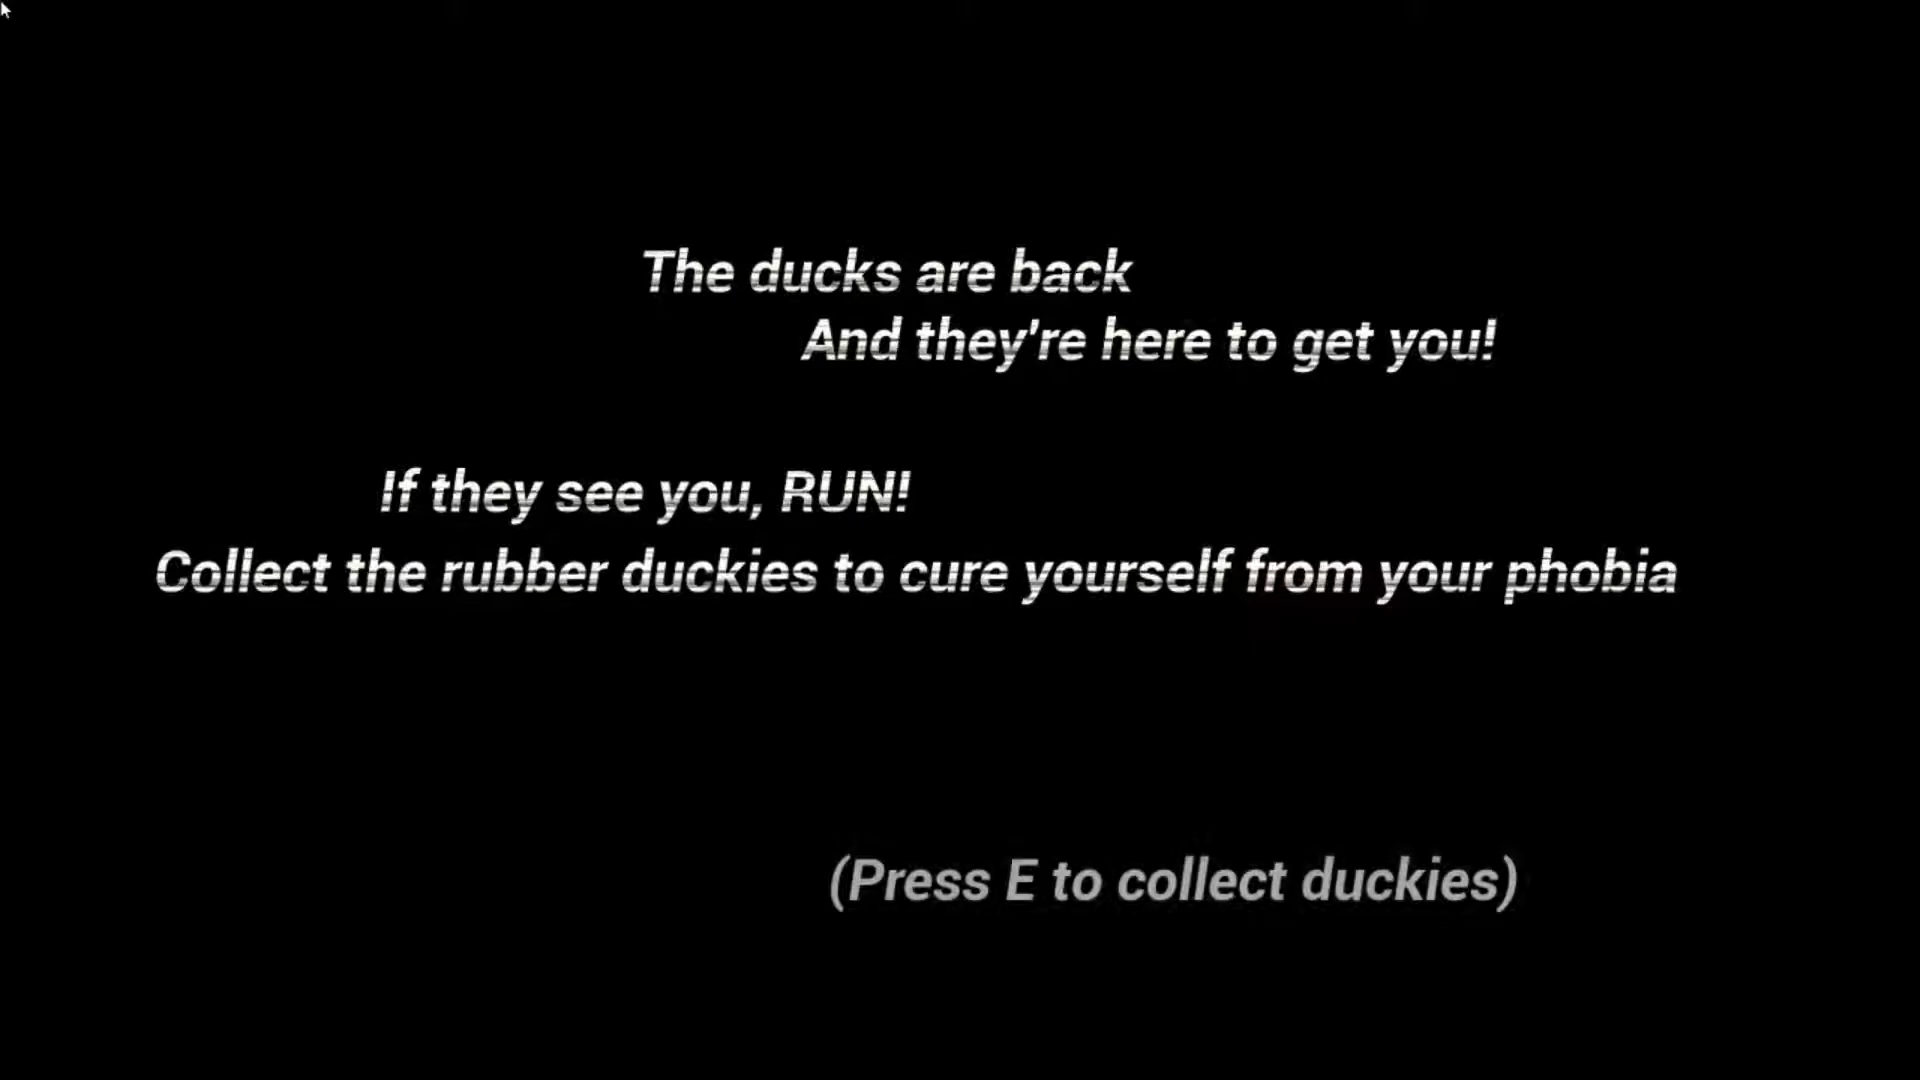 The ducks are back
And they're here to get you!
If they see you, RUN!
Collect the rubber duckies to cure yourself from your phobia
(Press E to collect duckies)